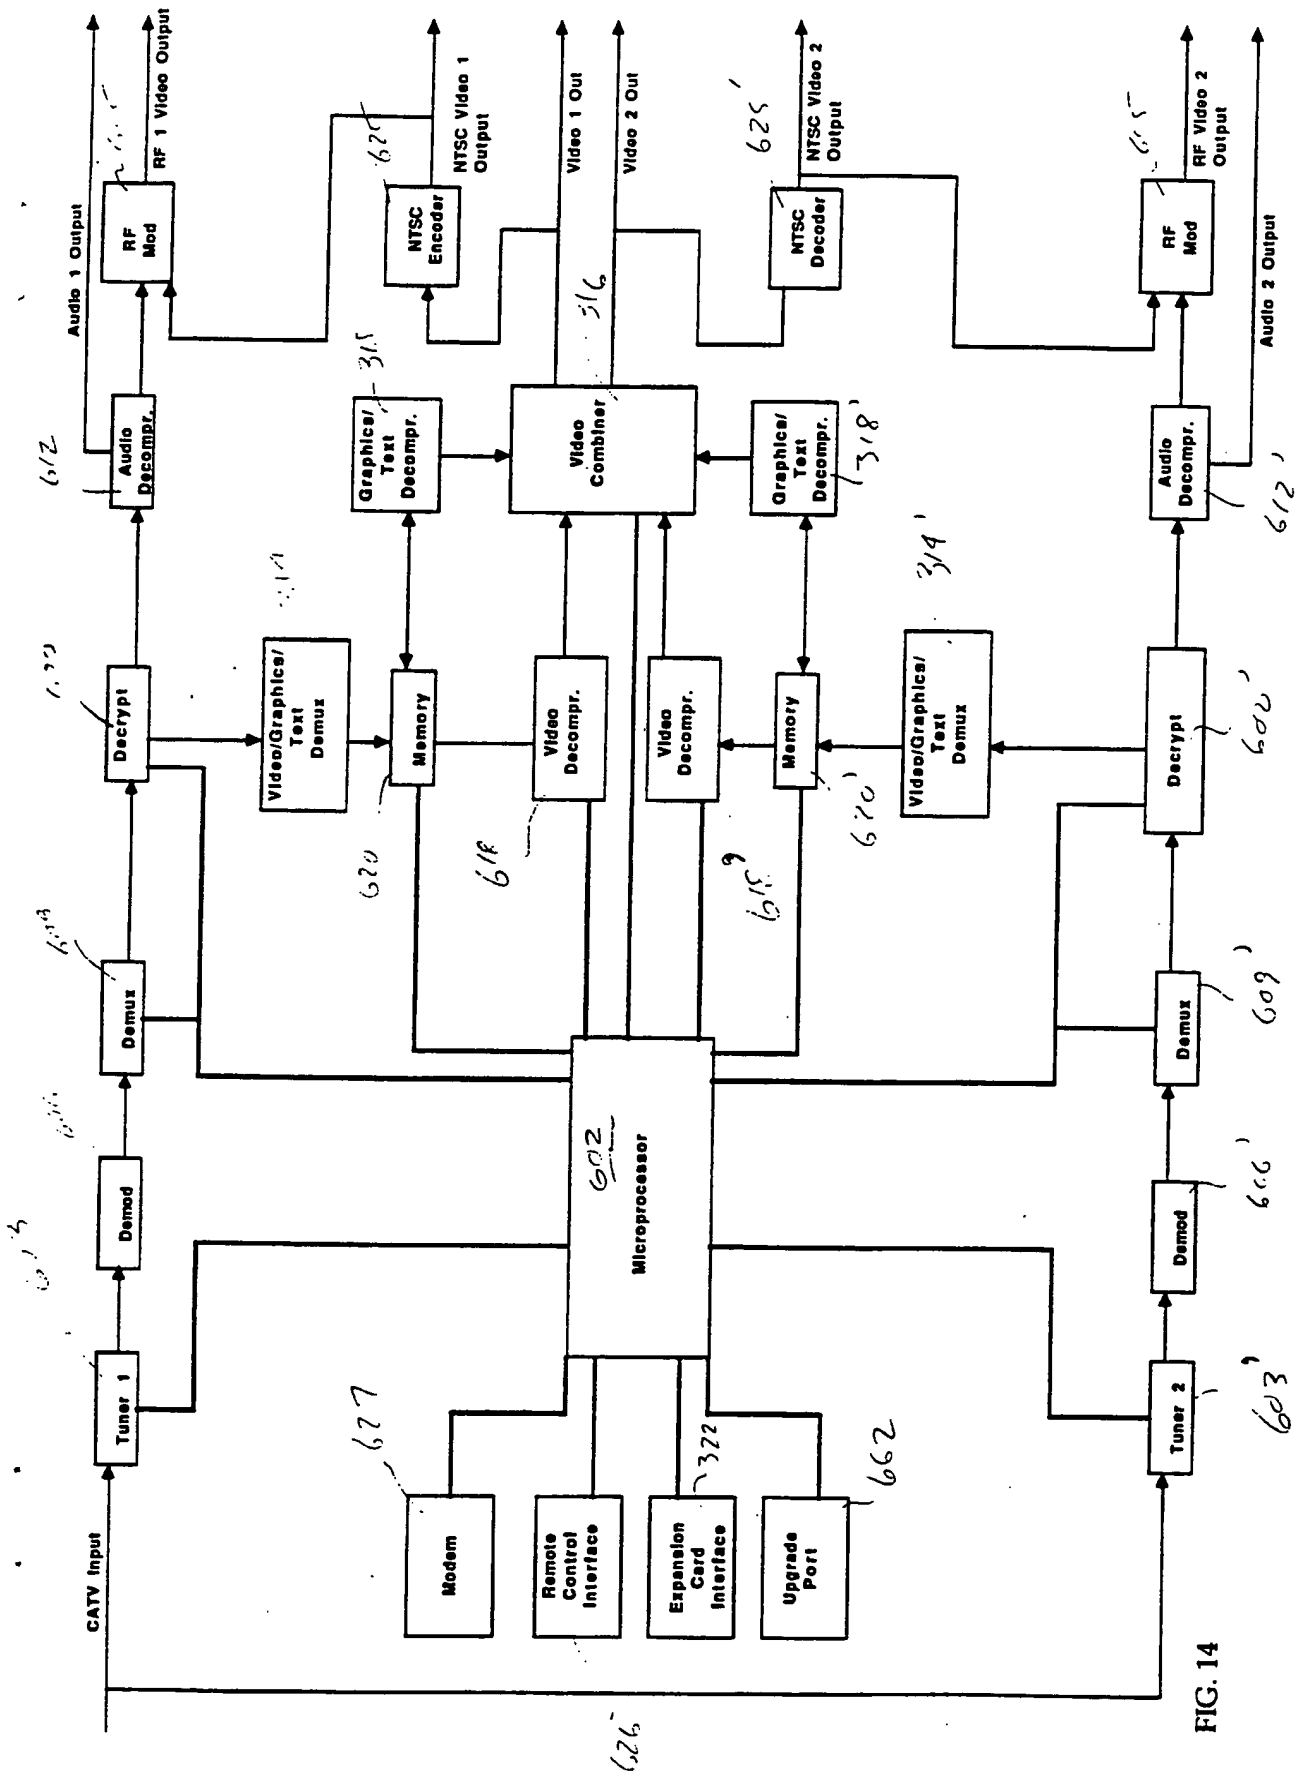 CATV Input
Tuner 1
Demod
Demux
Decrypt
Audio
Decompr.
612
Audio 1 Output
RF
Mod
RF 1 Video Output
Video/Graphics/
Text
Demux
Memory
620
Graphics/
Text
Decompr.
315
NTSC
Encoder
625
NTSC Video 1
Output
Modem
627
Remote
Control
Interface
626
Expansion
Card
Interface
322
Upgrade
Port
662
602
Microprocessor
Video
Decompr.
618
Video
Decompr.
Video
Combiner
316
Video 1 Out
Video 2 Out
Memory
620'
Graphics/
Text
Decompr.
318'
NTSC
Decoder
625'
NTSC Video 2
Output
Video/Graphics/
Text
Demux
314'
Tuner 2
603'
Demod
606'
Demux
609'
Decrypt
602'
Audio
Decompr.
612'
RF
Mod
RF Video 2
Output
Audio 2 Output
FIG. 14